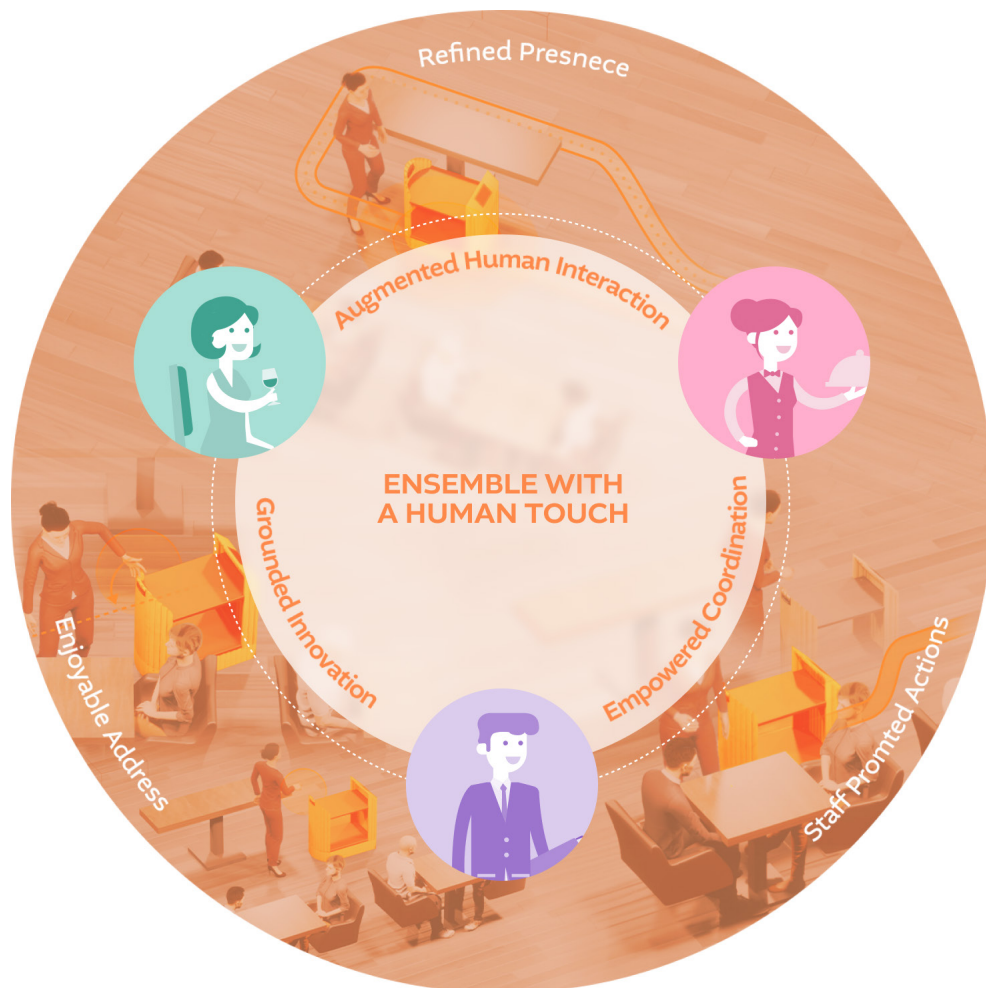 Refined Presnece
Augmented Human Interaction
ENSEMBLE WITH
A HUMAN TOUCH
Grounded Innovation
Empowered Coordination
Enjoyable Address
Staff Promted Actions